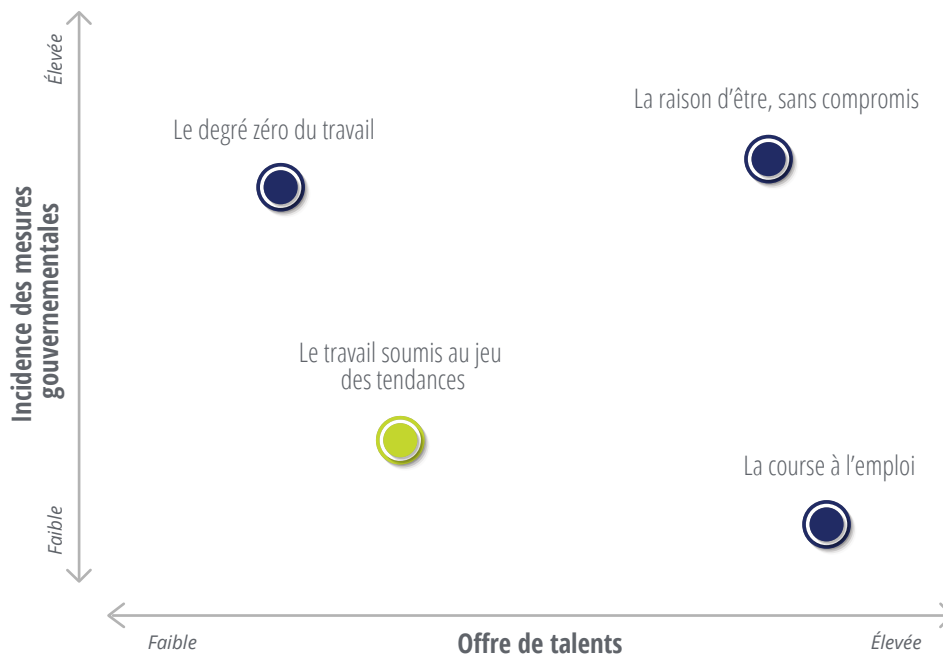 Élevée
La raison d’être, sans compromis
Le degré zéro du travail
Incidence des mesures
gouvernementales
Le travail soumis au jeu
des tendances
La course à l’emploi
Faible
Faible
Offre de talents
Élevée